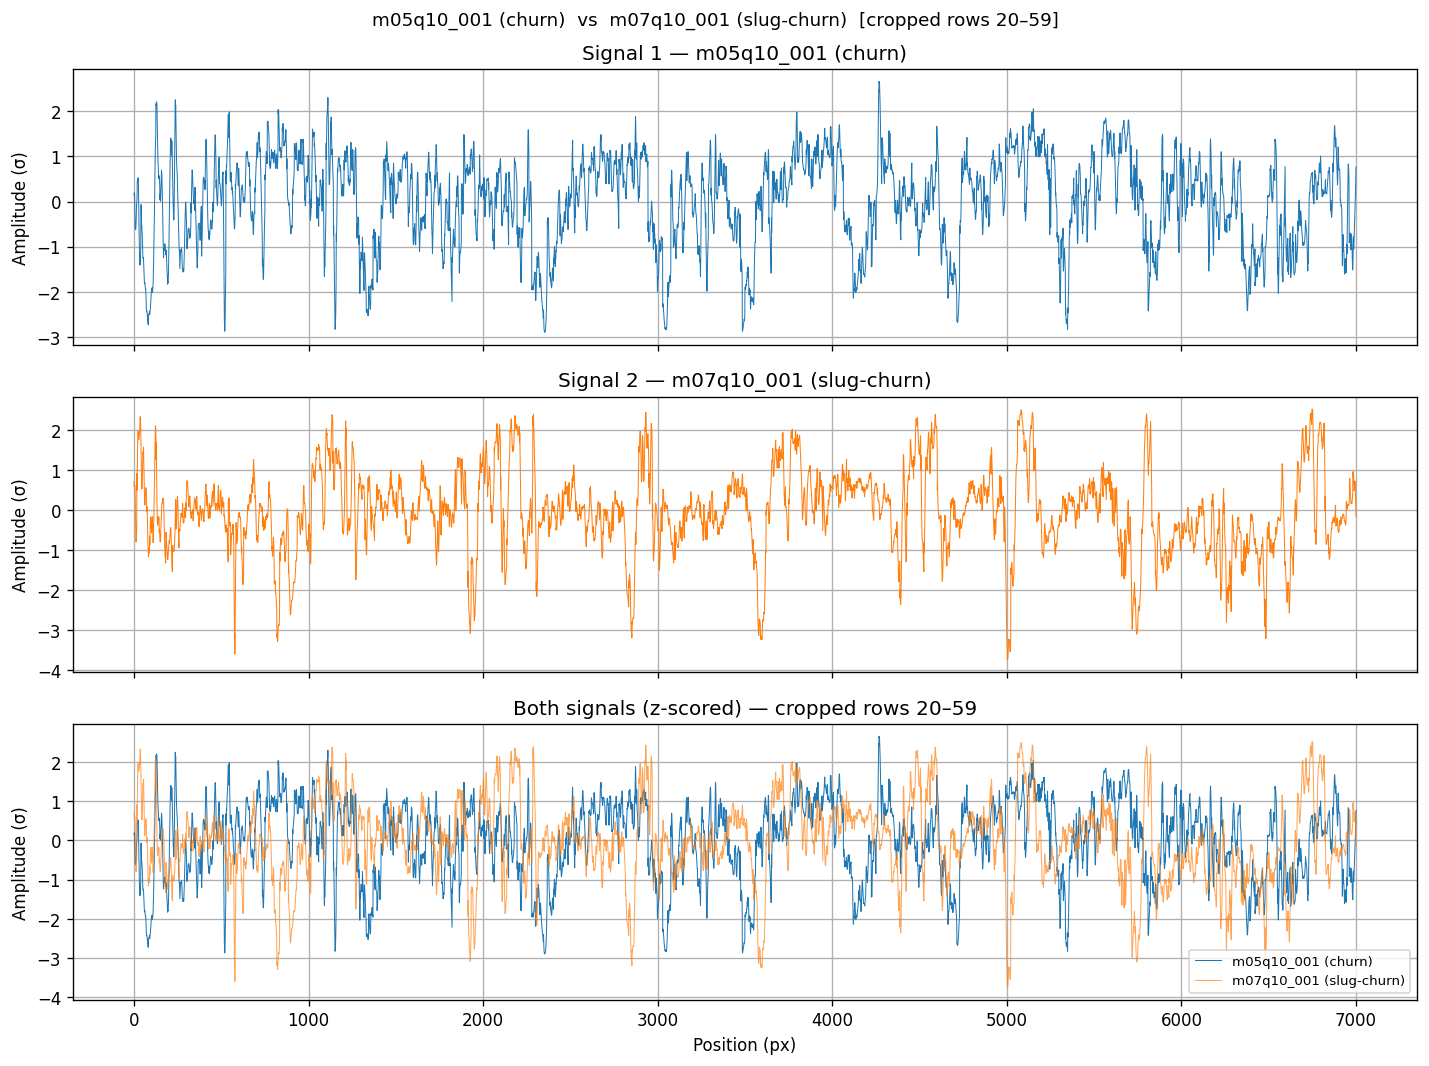 m05q10_001 (churn)  vs  m07q10_001 (slug-churn)  [cropped rows 20–59]
Signal 1 — m05q10_001 (churn)
Amplitude (σ)
2
1
0
−1
−2
−3
Signal 2 — m07q10_001 (slug-churn)
Amplitude (σ)
2
1
0
−1
−2
−3
−4
Both signals (z-scored) — cropped rows 20–59
Amplitude (σ)
2
1
0
−1
−2
−3
−4
m05q10_001 (churn)
m07q10_001 (slug-churn)
0 1000 2000 3000 4000 5000 6000 7000
Position (px)